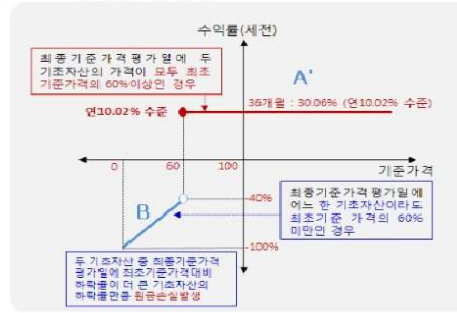 수익률(세전)
최종기준가격평가일에 두
기초자산의 가격이 모두 최초
기준가격의 60%이상인 경우
A'
연10.02% 수준
36개월 : 30.06% (연10.02% 수준)
0
60
100
기준가격
-40%
B
최종기준가격평가일에
어느 한 기초자산이라도
최초기준 가격의 60%
미만인 경우
-100%
두 기초자산 중 최종기준가격
평가일에 최초기준가격대비
하락률이 더 큰 기초자산의
하락률만큼 원금손실발생